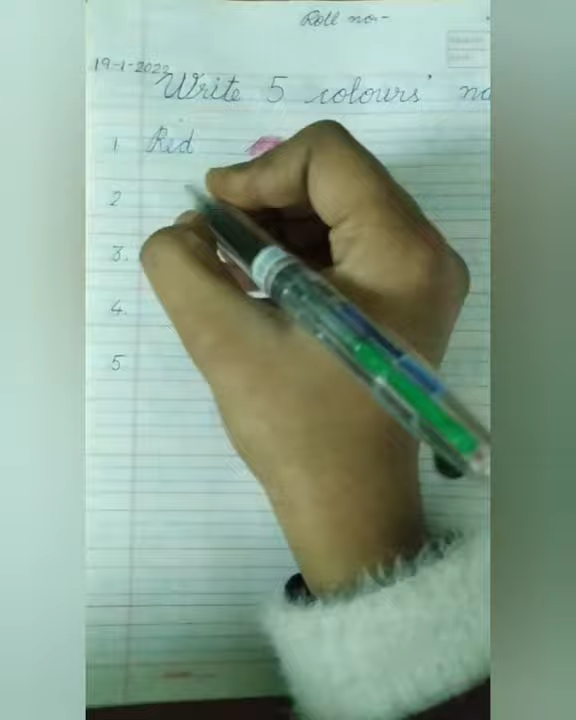 Roll no-
19-1-2022
Write 5 colours'
1 Red
2
3.
4.
5